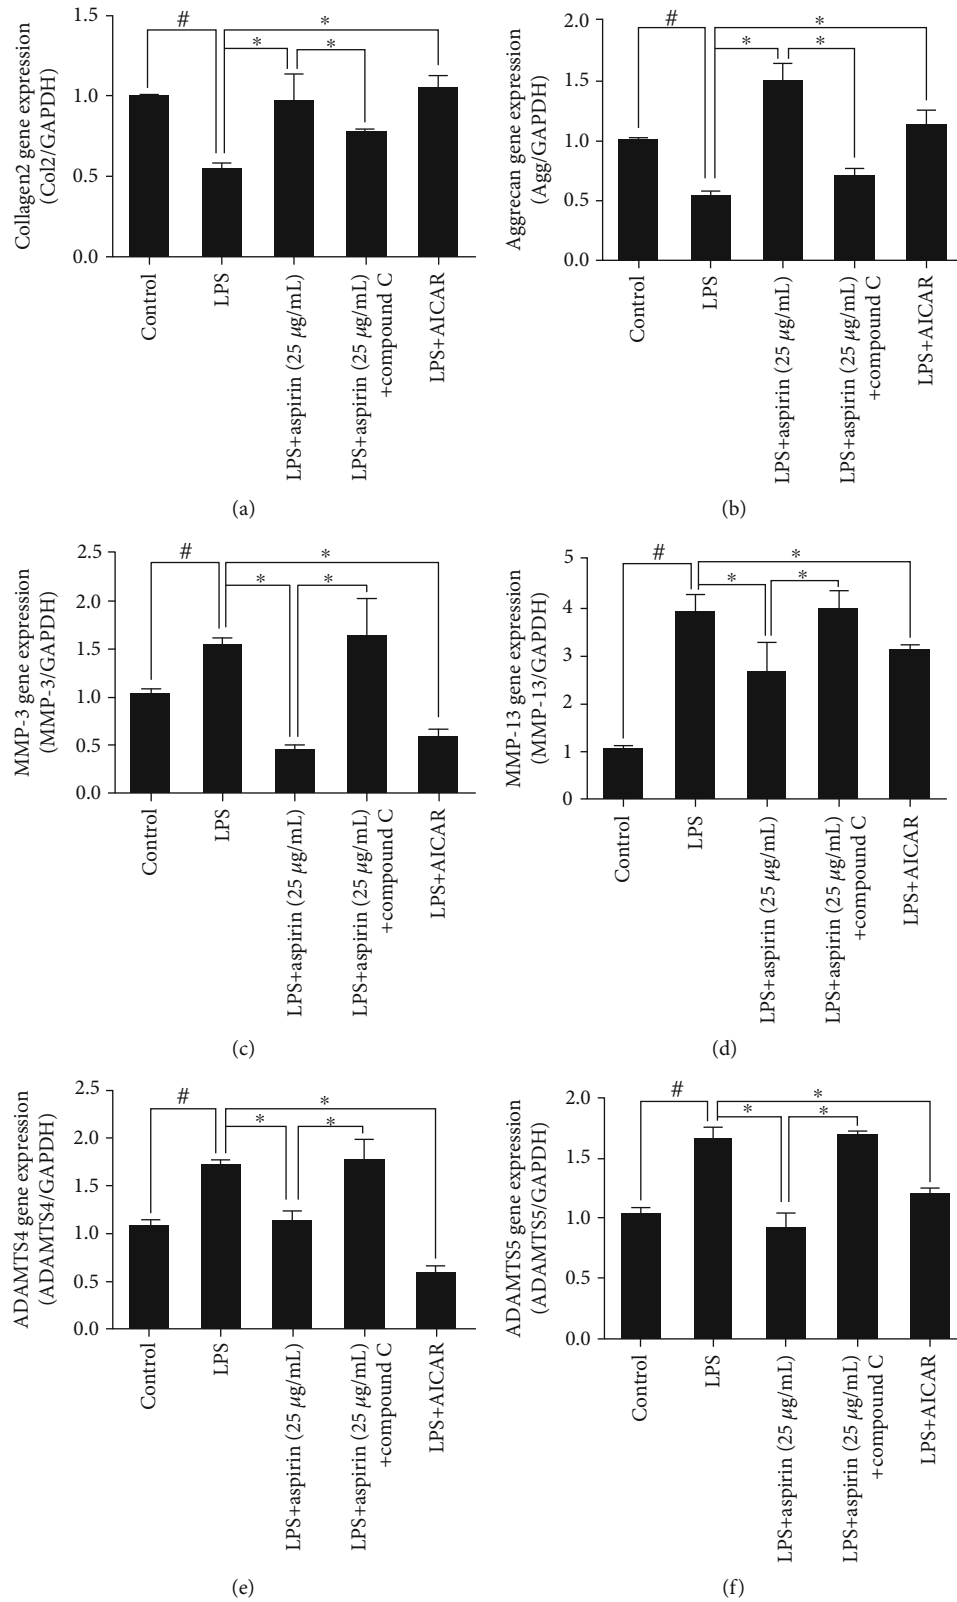 Collagen2 gene expression
(Col2/GAPDH)
1.5
1.0
0.5
0.0
#
*
*
*
Control
LPS
LPS+aspirin (25 μg/mL)
LPS+aspirin (25 μg/mL)
+compound C
LPS+AICAR
(a)
Aggrecan gene expression
(Agg/GAPDH)
2.0
1.5
1.0
0.5
0.0
#
*
*
*
Control
LPS
LPS+aspirin (25 μg/mL)
LPS+aspirin (25 μg/mL)
+compound C
LPS+AICAR
(b)
MMP-3 gene expression
(MMP-3/GAPDH)
2.5
2.0
1.5
1.0
0.5
0.0
#
*
*
*
Control
LPS
LPS+aspirin (25 μg/mL)
LPS+aspirin (25 μg/mL)
+compound C
LPS+AICAR
(c)
MMP-13 gene expression
(MMP-13/GAPDH)
5
4
3
2
1
0
#
*
*
*
Control
LPS
LPS+aspirin (25 μg/mL)
LPS+aspirin (25 μg/mL)
+compound C
LPS+AICAR
(d)
ADAMTS4 gene expression
(ADAMTS4/GAPDH)
2.5
2.0
1.5
1.0
0.5
0.0
#
*
*
*
Control
LPS
LPS+aspirin (25 μg/mL)
LPS+aspirin (25 μg/mL)
+compound C
LPS+AICAR
(e)
ADAMTS5 gene expression
(ADAMTS5/GAPDH)
2.0
1.5
1.0
0.5
0.0
#
*
*
*
Control
LPS
LPS+aspirin (25 μg/mL)
LPS+aspirin (25 μg/mL)
+compound C
LPS+AICAR
(f)